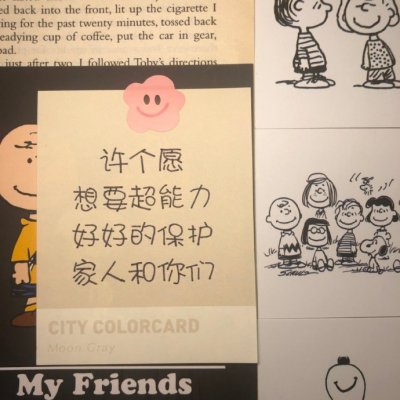 ed back into the front, lit up the cigarette I
ing for the past twenty minutes, tossed back
eadying cup of coffee, put the car in gear,
oad.
just after two I followed Toby's directions
许个愿
想要超能力
好好的保护
家人和你们
CITY COLORCARD
Moon Gray
My Friends
SCHULZ